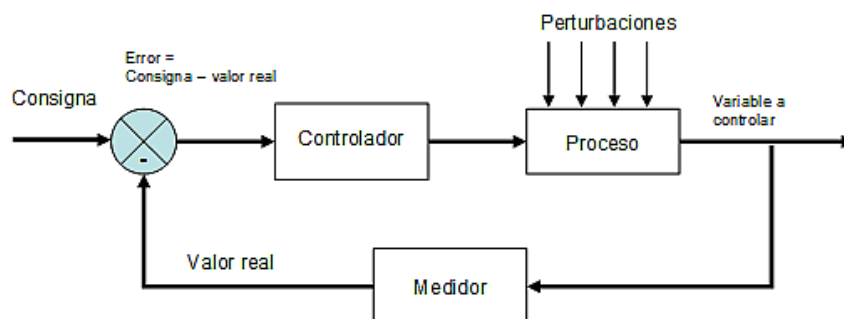 Perturbaciones
Error =
Consigna – valor real
Consigna
Variable a
controlar
Controlador
Proceso
-
Valor real
Medidor